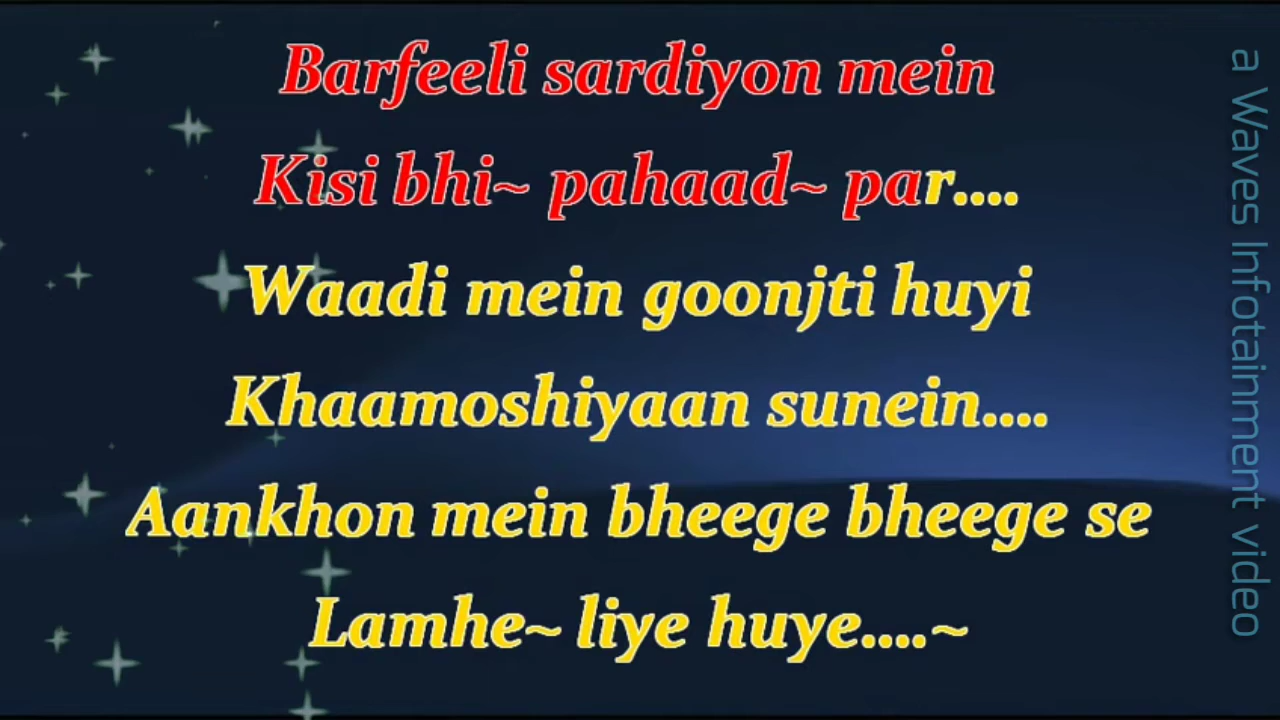 Barfeeli sardiyon mein
Kisi bhi~ pahaad~ par....
Waadi mein goonjti huyi
Khaamoshiyaan sunein....
Aankhon mein bheege bheege se
Lamhe~ liye huye....~
a Waves Infotainment video